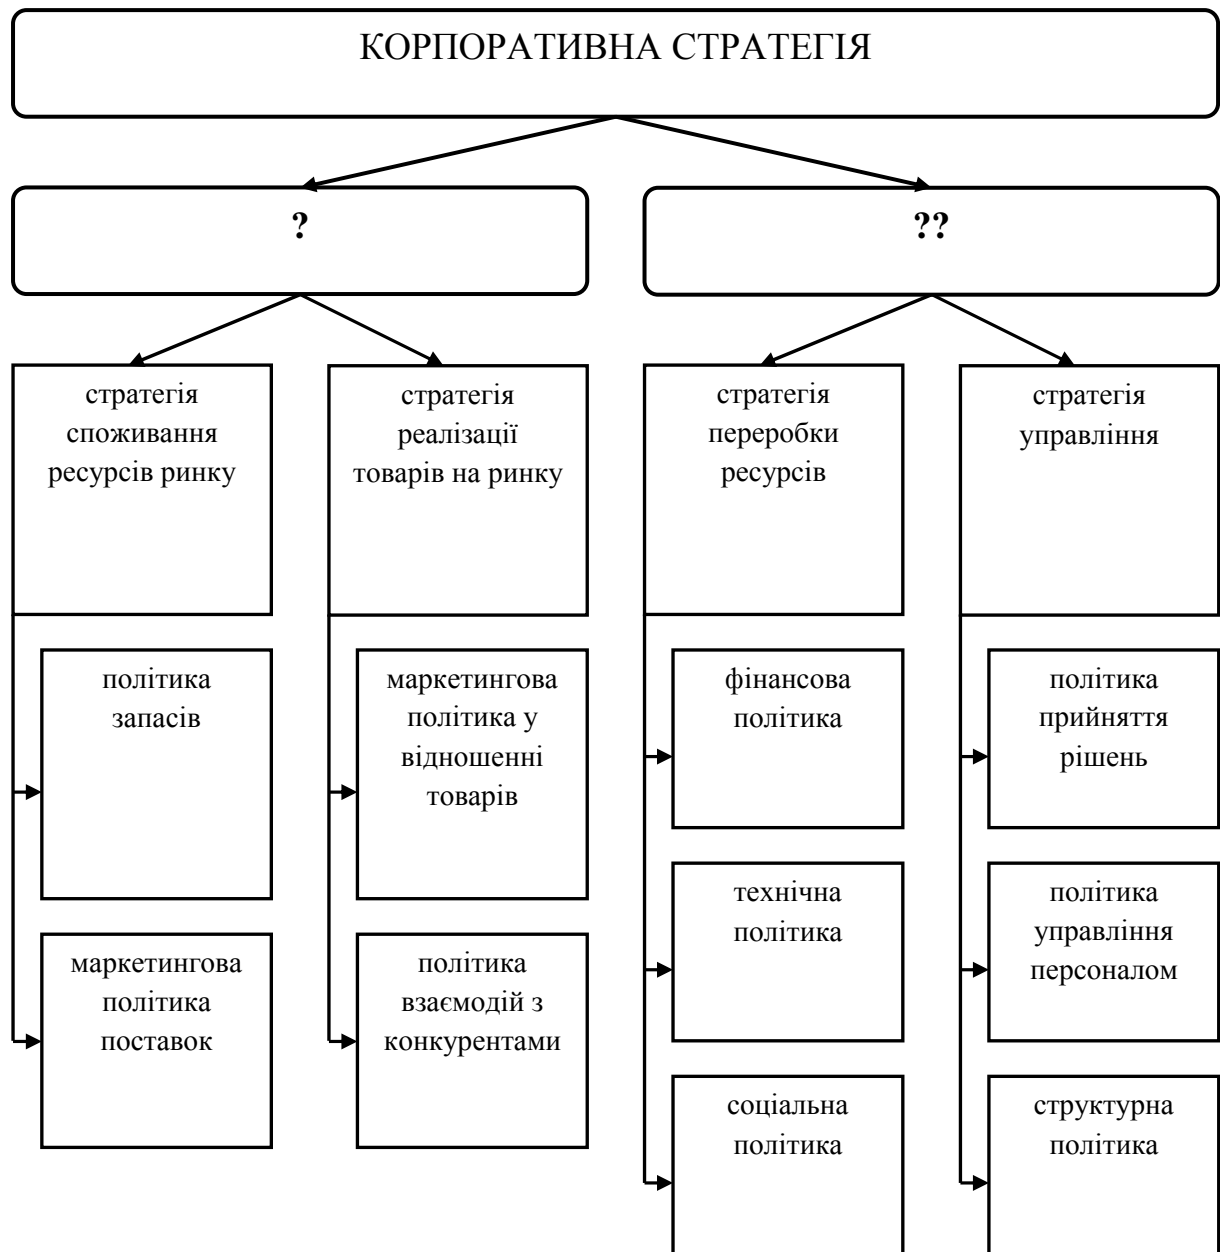 КОРПОРАТИВНА СТРАТЕГІЯ
?
??
стратегія
споживання
ресурсів ринку
стратегія
реалізації
товарів на ринку
стратегія
переробки
ресурсів
стратегія
управління
політика
запасів
маркетингова
політика у
відношенні
товарів
фінансова
політика
політика
прийняття
рішень
технічна
політика
політика
управління
персоналом
маркетингова
політика
поставок
політика
взаємодій з
конкурентами
соціальна
політика
структурна
політика